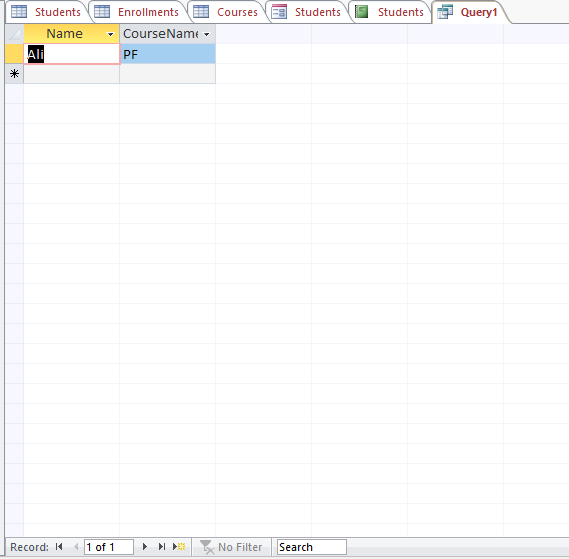 Students Enrollments Courses Students Students Query1
Name CourseName
Ali PF
Record: 1 of 1 No Filter Search